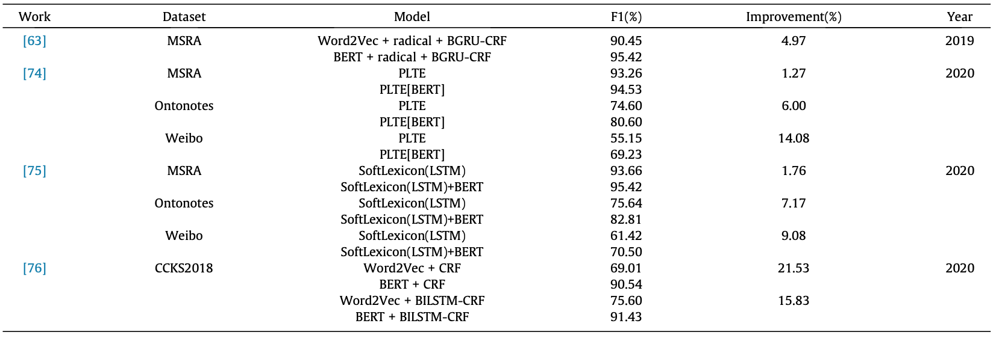 Work Dataset Model F1(%) Improvement(%) Year
[63] MSRA Word2Vec + radical + BGRU-CRF 90.45 4.97 2019
BERT + radical + BGRU-CRF 95.42
[74] MSRA PLTE 93.26 1.27 2020
PLTE[BERT] 94.53
Ontonotes PLTE 74.60 6.00
PLTE[BERT] 80.60
Weibo PLTE 55.15 14.08
PLTE[BERT] 69.23
[75] MSRA SoftLexicon(LSTM) 93.66 1.76 2020
SoftLexicon(LSTM)+BERT 95.42
Ontonotes SoftLexicon(LSTM) 75.64 7.17
SoftLexicon(LSTM)+BERT 82.81
Weibo SoftLexicon(LSTM) 61.42 9.08
SoftLexicon(LSTM)+BERT 70.50
[76] CCKS2018 Word2Vec + CRF 69.01 21.53 2020
BERT + CRF 90.54
Word2Vec + BILSTM-CRF 75.60 15.83
BERT + BILSTM-CRF 91.43